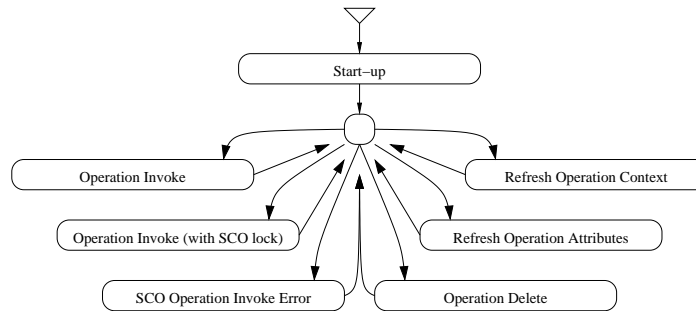 Start−up
Operation Invoke
Refresh Operation Context
Operation Invoke (with SCO lock)
Refresh Operation Attributes
SCO Operation Invoke Error
Operation Delete